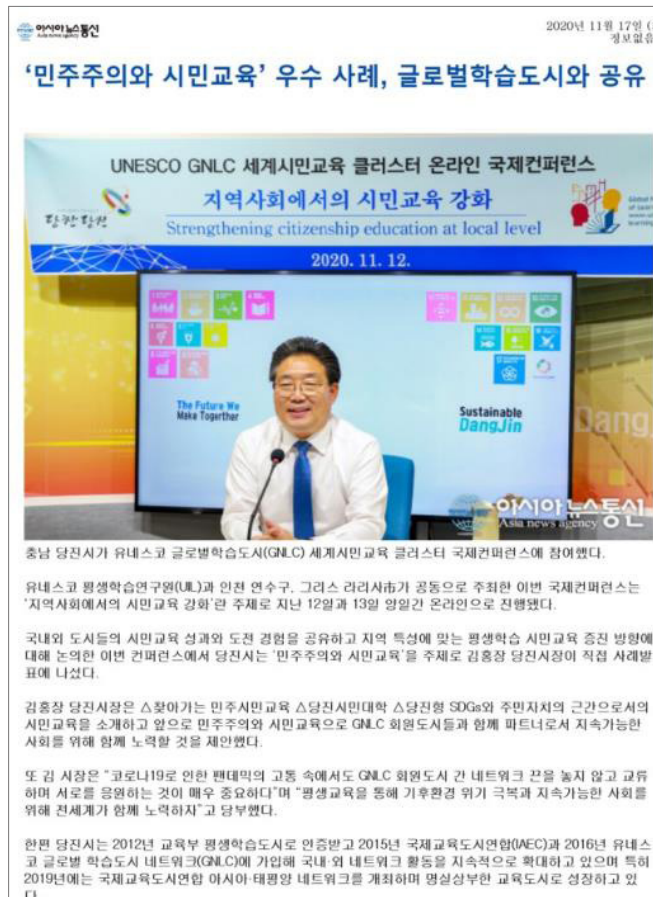 아시아뉴스통신
Asia news agency
2020년 11월 17일
정보없음
‘민주주의와 시민교육’ 우수 사례, 글로벌학습도시와 공유
UNESCO GNLC 세계시민교육 클러스터 온라인 국제컨퍼런스
지역사회에서의 시민교육 강화
Strengthening citizenship education at local level
2020. 11. 12.
The Future We
Make Together
Sustainable
DangJin
아시아뉴스통신
Asia news agency
충남 당진시가 유네스코 글로벌학습도시(GNLC) 세계시민교육 클러스터 국제컨퍼런스에 참여했다.
유네스코 평생학습연구원(UIL)과 인천 연수구, 그리스 라리사市가 공동으로 주최한 이번 국제컨퍼런스는
‘지역사회에서의 시민교육 강화’란 주제로 지난 12일과 13일 양일간 온라인으로 진행됐다.
국내외 도시들의 시민교육 성과와 도전 경험을 공유하고 지역 특성에 맞는 평생학습 시민교육 증진 방향에
대해 논의한 이번 컨퍼런스에서 당진시는 ‘민주주의와 시민교육’을 주제로 김홍장 당진시장이 직접 사례발
표에 나섰다.
김홍장 당진시장은 △찾아가는 민주시민교육 △당진시민대학 △당진형 SDGs와 주민자치의 근간으로서의
시민교육을 소개하고 앞으로 민주주의와 시민교육으로 GNLC 회원도시들과 함께 파트너로서 지속가능한
사회를 위해 함께 노력할 것을 제안했다.
또 김 시장은 “코로나19로 인한 팬데믹의 고통 속에서도 GNLC 회원도시 간 네트워크 끈을 놓지 않고 교류
하며 서로를 응원하는 것이 매우 중요하다”며 “평생교육을 통해 기후환경 위기 극복과 지속가능한 사회를
위해 전세계가 함께 노력하자”고 당부했다.
한편 당진시는 2012년 교육부 평생학습도시로 인증받고 2015년 국제교육도시연합(IAEC)과 2016년 유네스
코 글로벌 학습도시 네트워크(GNLC)에 가입해 국내·외 네트워크 활동을 지속적으로 확대하고 있으며 특히
2019년에는 국제교육도시연합 아시아·태평양 네트워크를 개최하며 명실상부한 교육도시로 성장하고 있
다.